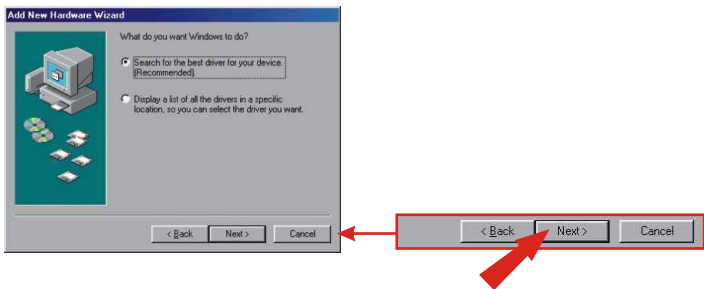 Add New Hardware Wizard
What do you want Windows to do?
Search for the best driver for your device.
(Recommended).
Display a list of all the drivers in a specific
location, so you can select the driver you want.
< Back Next > Cancel
< Back Next > Cancel